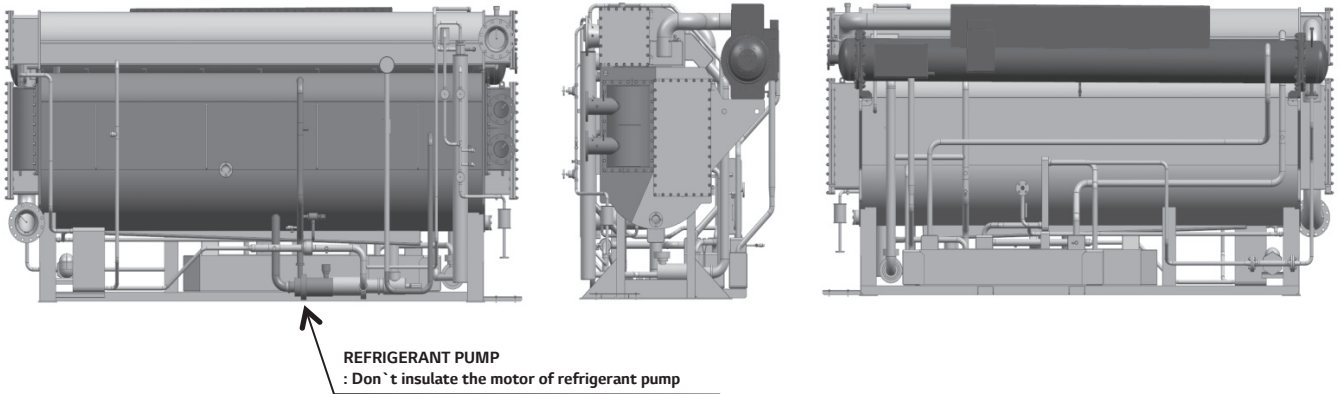 REFRIGERANT PUMP
: Don`t insulate the motor of refrigerant pump